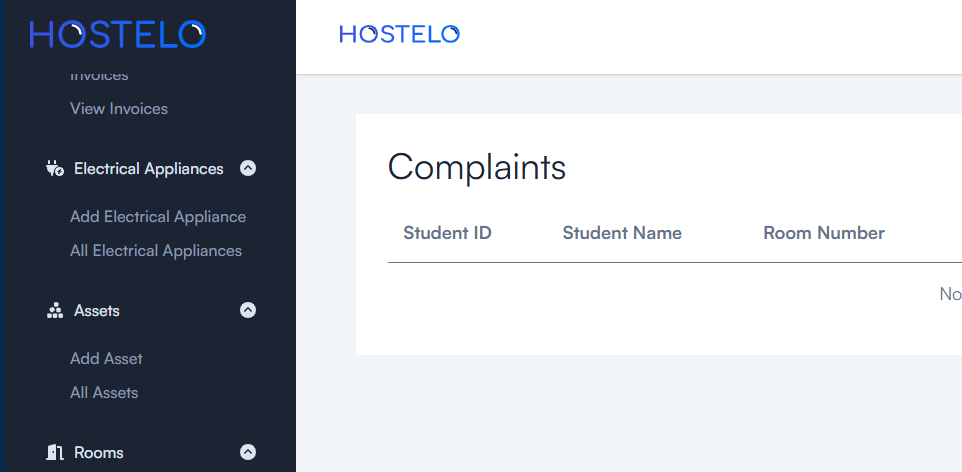 HOSTELO
Invoices
View Invoices
Electrical Appliances
Add Electrical Appliance
All Electrical Appliances
Assets
Add Asset
All Assets
Rooms
HOSTELO
Complaints
Student ID Student Name Room Number
No